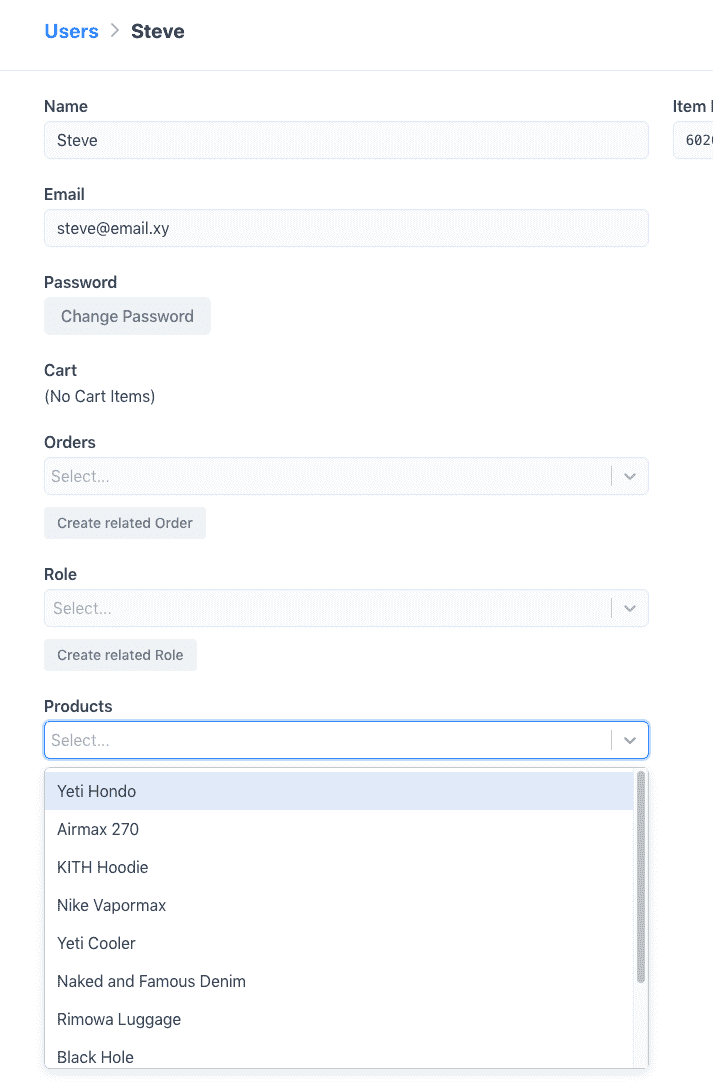 Users > Steve
Name
Steve
Item
602
Email
steve@email.xy
Password
Change Password
Cart
(No Cart Items)
Orders
Select...
Create related Order
Role
Select...
Create related Role
Products
Select...
Yeti Hondo
Airmax 270
KITH Hoodie
Nike Vapormax
Yeti Cooler
Naked and Famous Denim
Rimowa Luggage
Black Hole